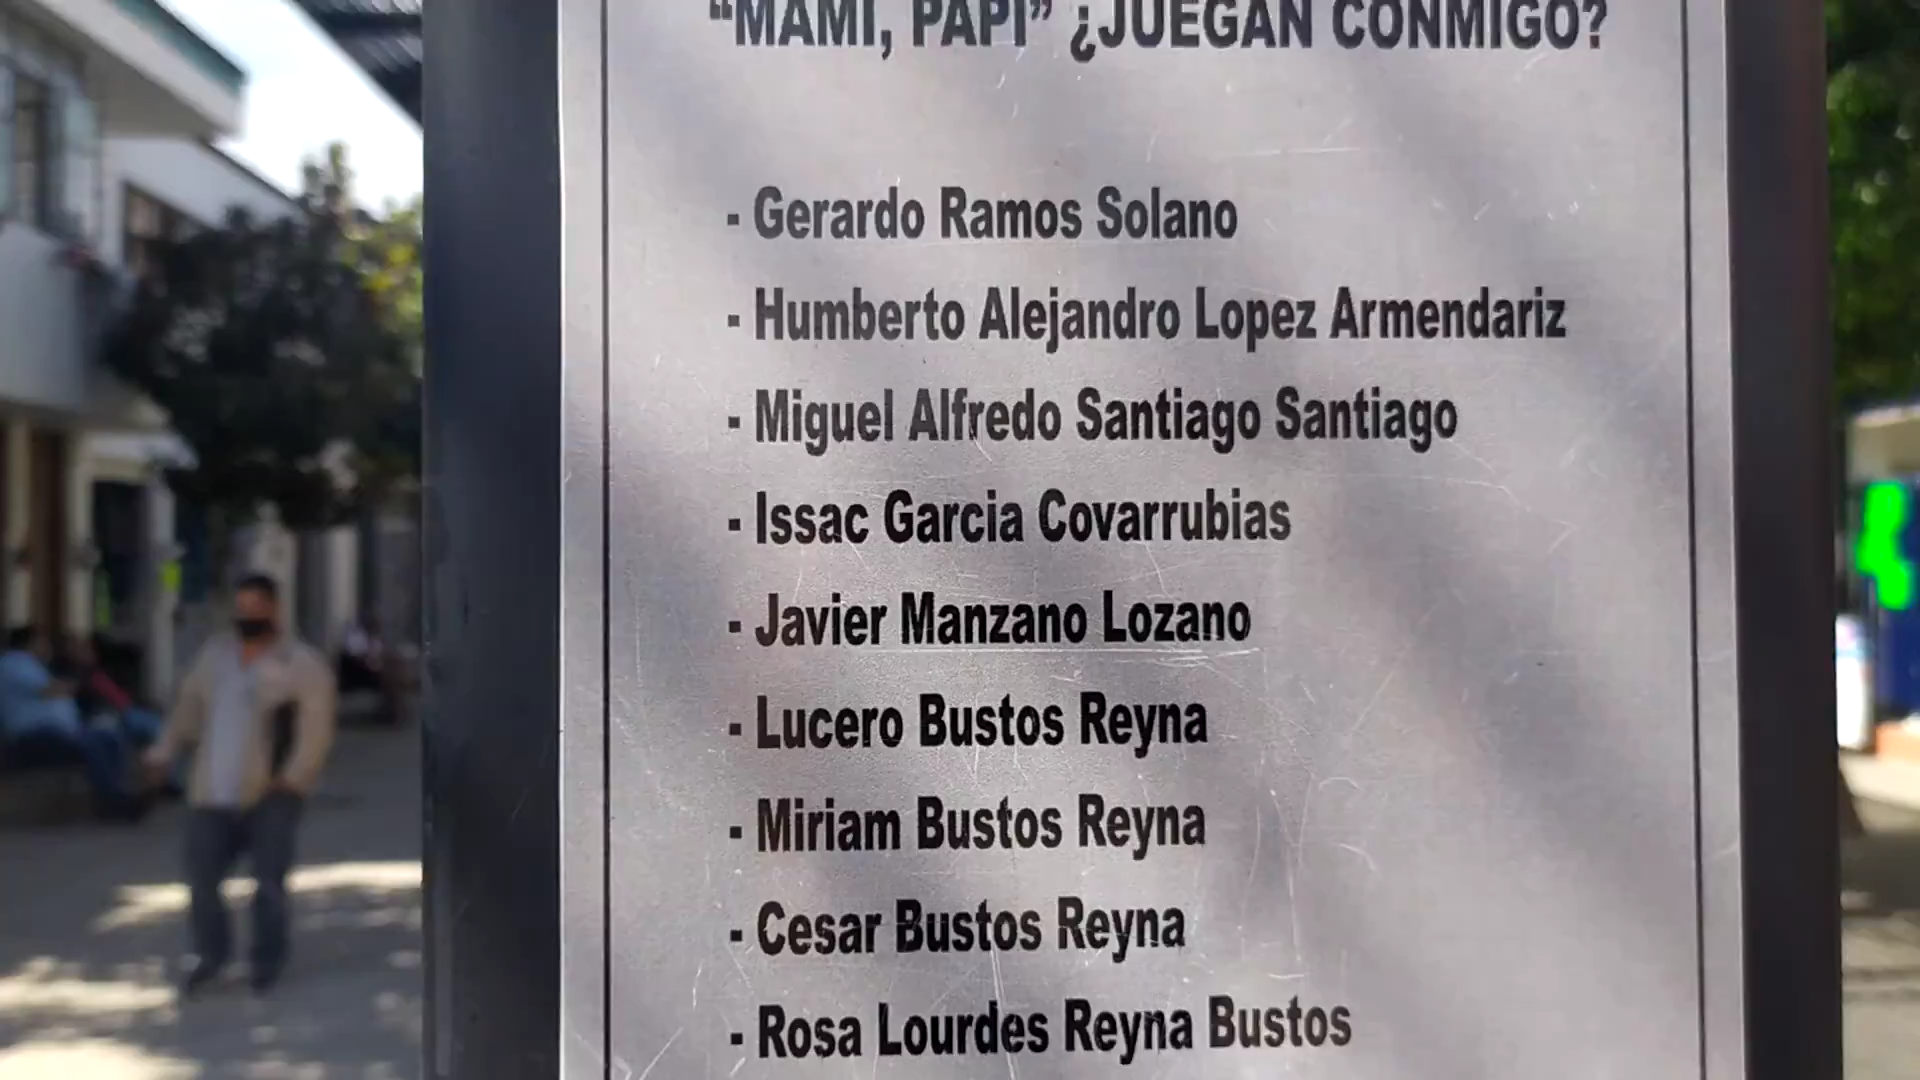 “MAMI, PAPI” ¿JUEGAN CONMIGO?
- Gerardo Ramos Solano
- Humberto Alejandro Lopez Armendariz
- Miguel Alfredo Santiago Santiago
- Issac Garcia Covarrubias
- Javier Manzano Lozano
- Lucero Bustos Reyna
- Miriam Bustos Reyna
- Cesar Bustos Reyna
- Rosa Lourdes Reyna Bustos